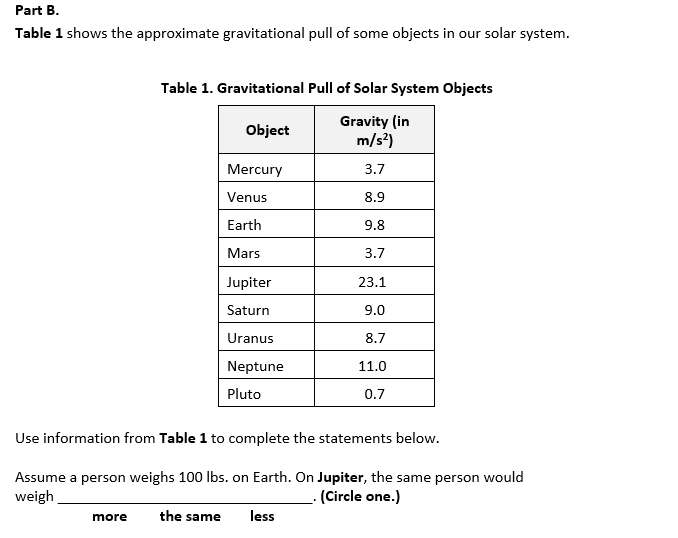 Part B.
Table 1 shows the approximate gravitational pull of some objects in our solar system.
Table 1. Gravitational Pull of Solar System Objects
Object Gravity (in m/s²)
Mercury 3.7
Venus 8.9
Earth 9.8
Mars 3.7
Jupiter 23.1
Saturn 9.0
Uranus 8.7
Neptune 11.0
Pluto 0.7
Use information from Table 1 to complete the statements below.
Assume a person weighs 100 lbs. on Earth. On Jupiter, the same person would
weigh ______________________________. (Circle one.)
more the same less